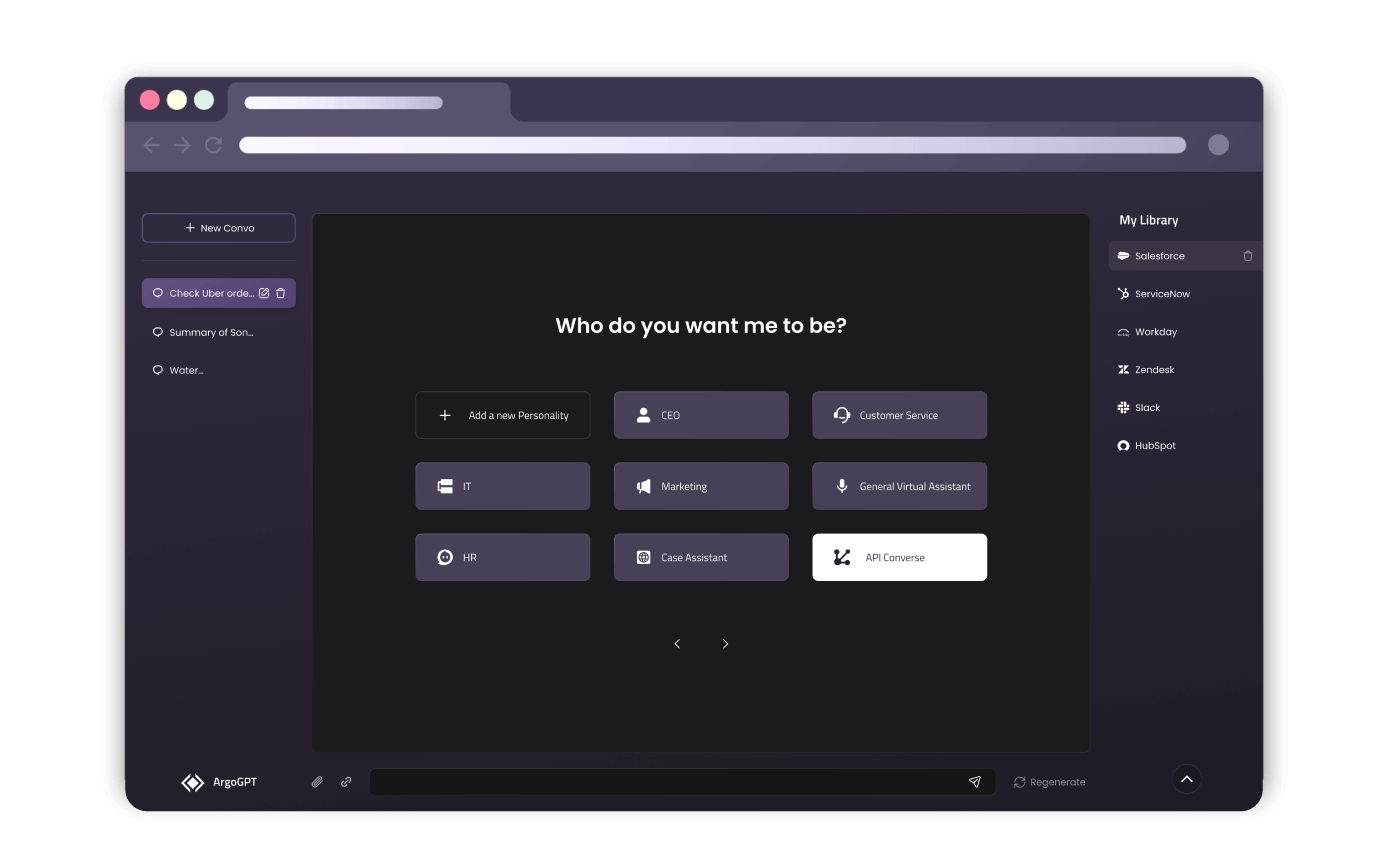 New Convo
Check Uber orde...
Summary of Son...
Water...
Who do you want me to be?
Add a new Personality
CEO
Customer Service
IT
Marketing
General Virtual Assistant
HR
Case Assistant
API Converse
My Library
Salesforce
ServiceNow
Workday
Zendesk
Slack
HubSpot
ArgoGPT
Regenerate